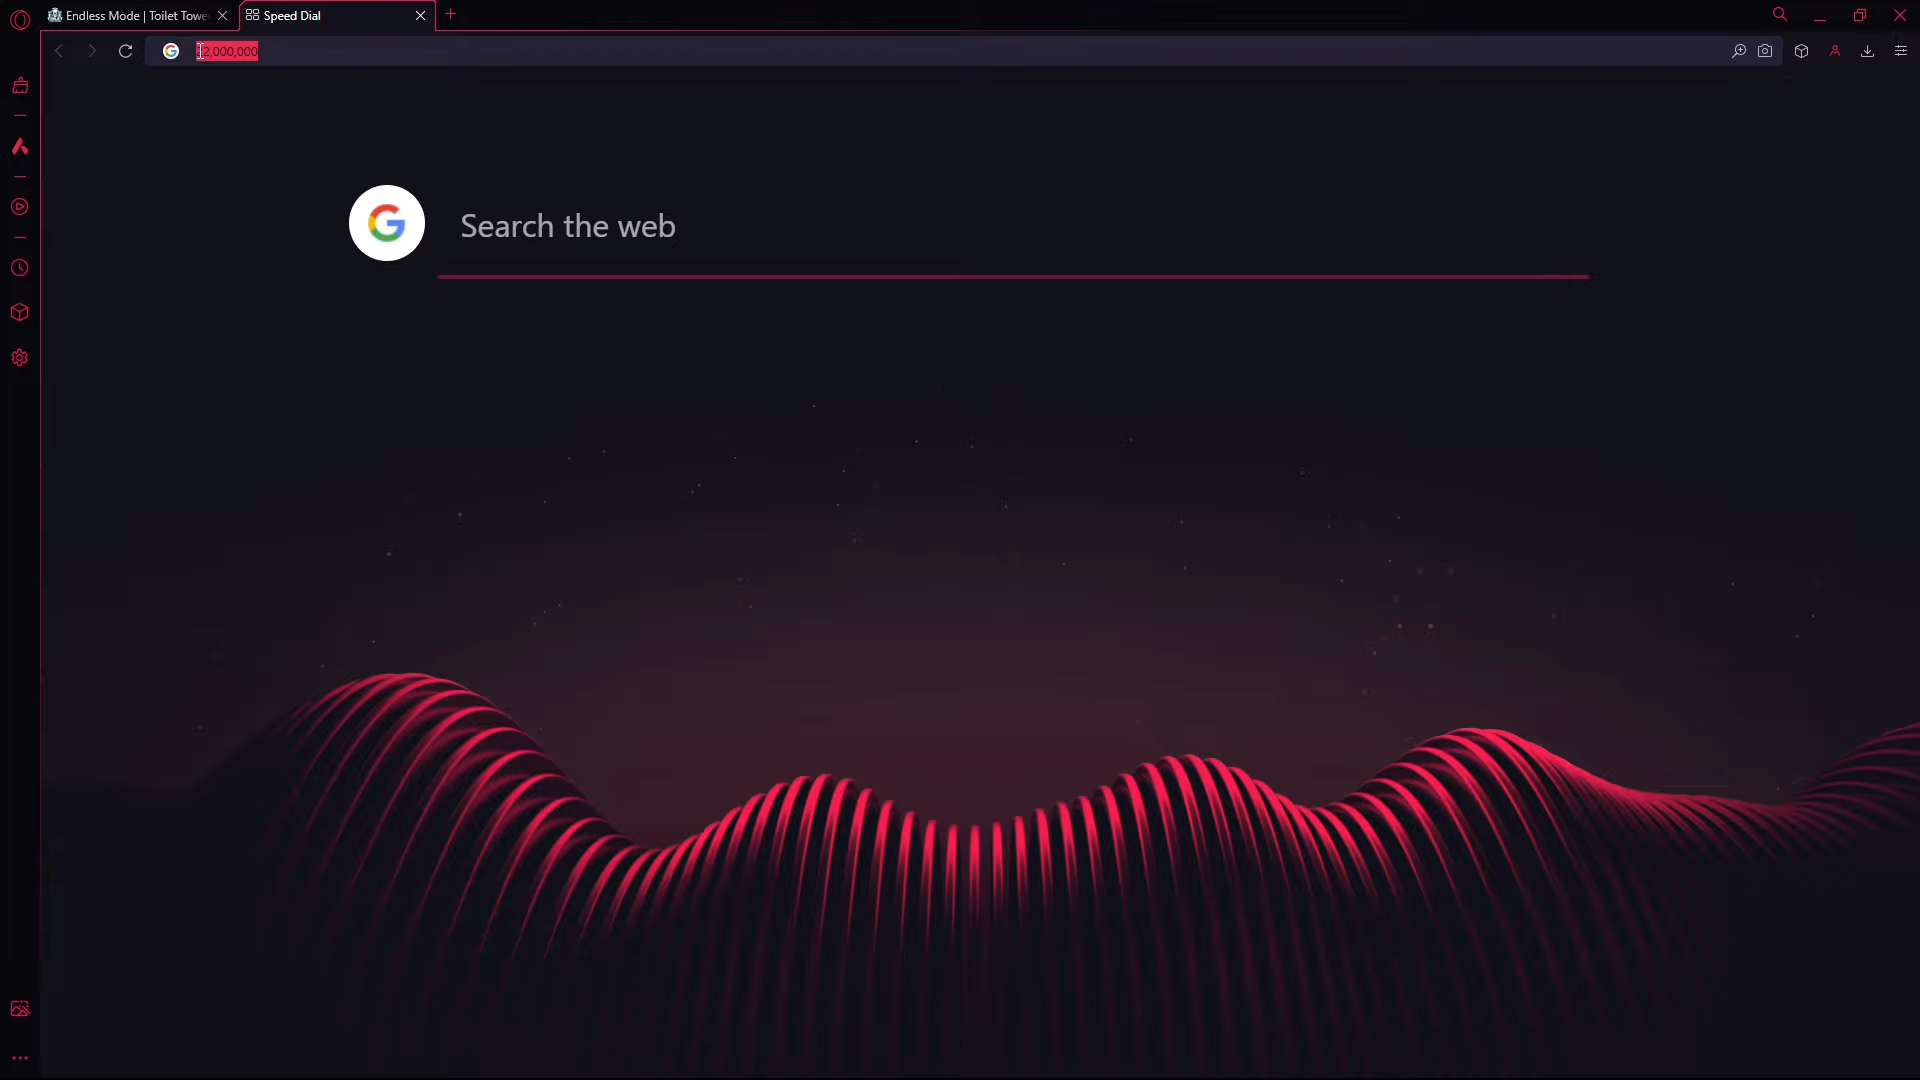 Endless Mode | Toilet Towe
Speed Dial
2,000,000
Search the web